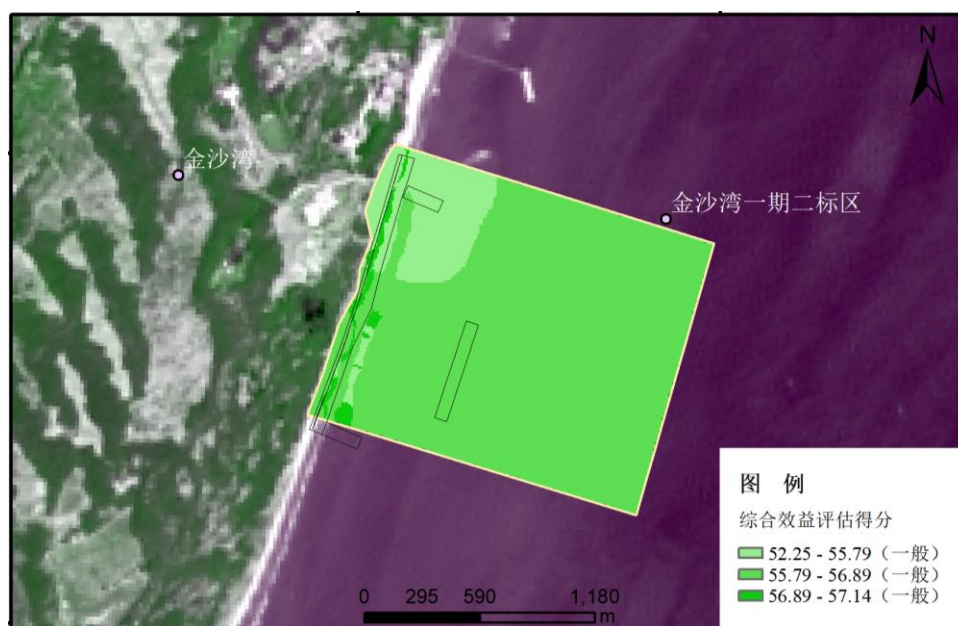 N
金沙湾
金沙湾一期二标区
图 例
综合效益评估得分
52.25 - 55.79（一般）
55.79 - 56.89（一般）
56.89 - 57.14（一般）
0 295 590 1,180
m